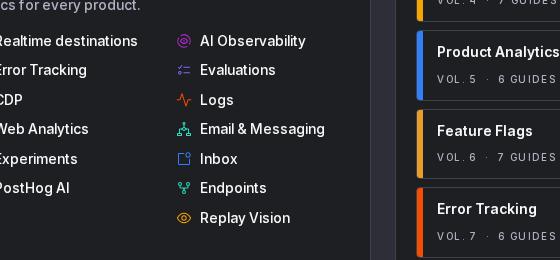 cs for every product.
Realtime destinations
Error Tracking
CDP
Web Analytics
Experiments
PostHog AI
AI Observability
Evaluations
Logs
Email & Messaging
Inbox
Endpoints
Replay Vision
VOL. 4 · 7 GUIDES
Product Analytics
VOL. 5 · 6 GUIDES
Feature Flags
VOL. 6 · 7 GUIDES
Error Tracking
VOL. 7 · 6 GUIDES